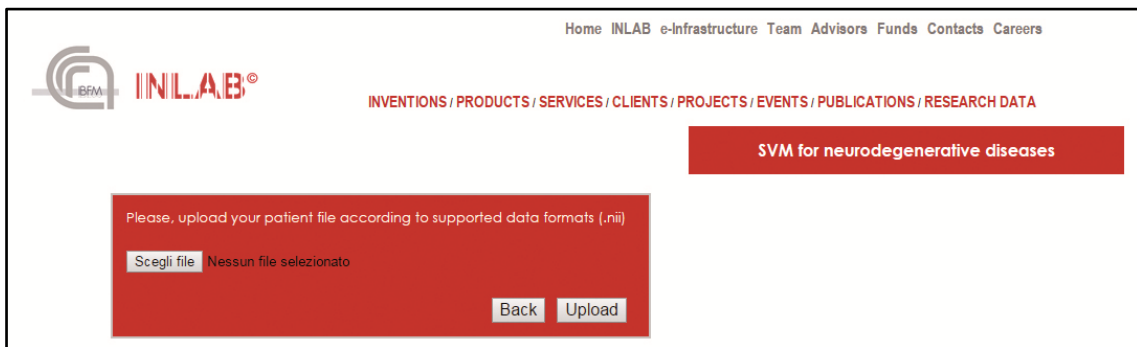 Home INLAB e-Infrastructure Team Advisors Funds Contacts Careers
IBFM INLAB©
INVENTIONS / PRODUCTS / SERVICES / CLIENTS / PROJECTS / EVENTS / PUBLICATIONS / RESEARCH DATA
SVM for neurodegenerative diseases
Please, upload your patient file according to supported data formats (.nii)
Scegli file Nessun file selezionato
Back Upload